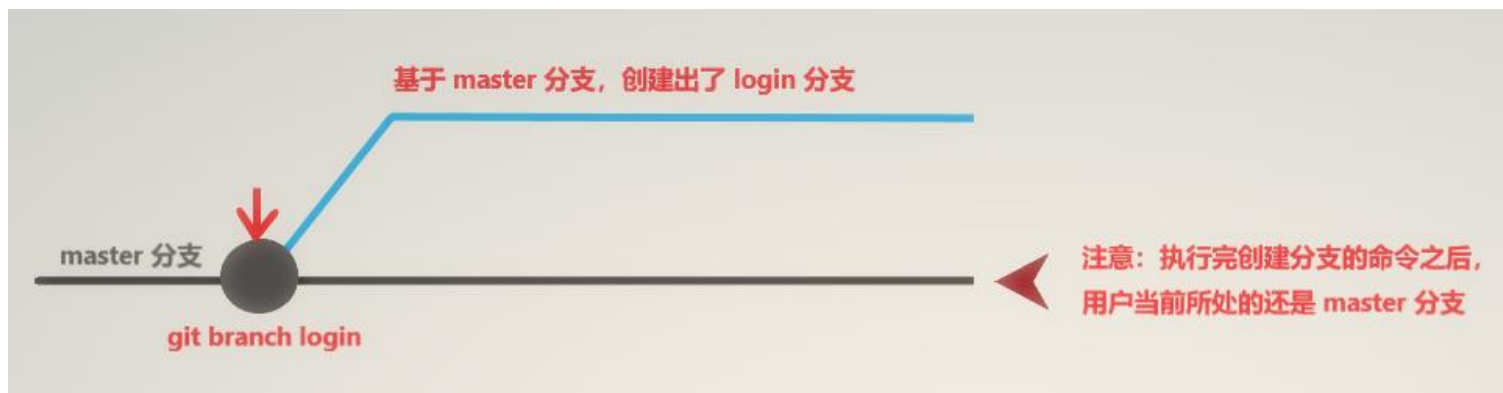 基于 master 分支，创建出了 login 分支
master 分支
git branch login
注意：执行完创建分支的命令之后，
用户当前所处的还是 master 分支